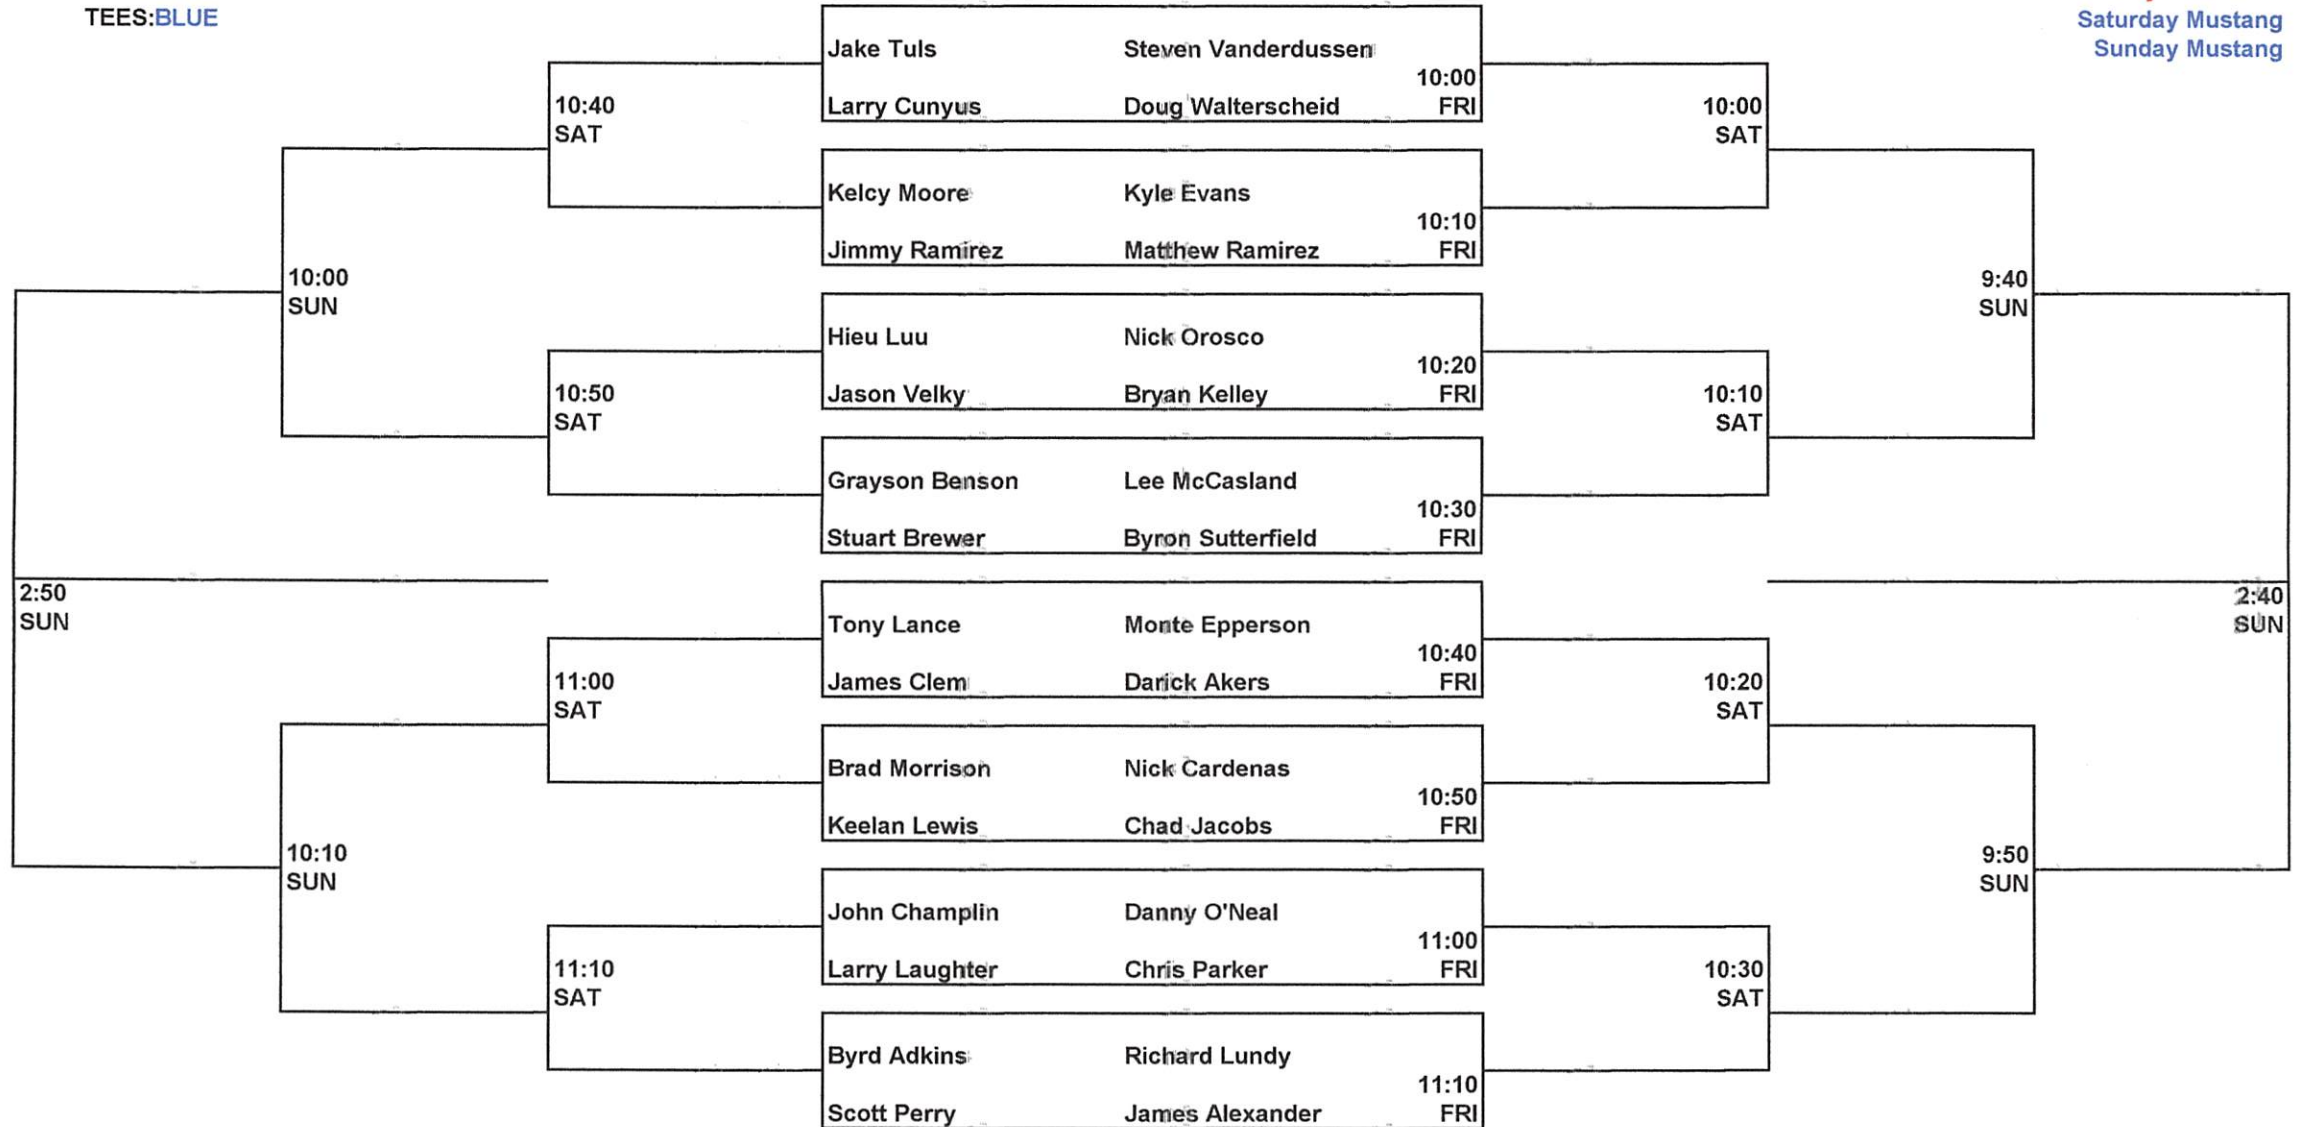 TEES:BLUE
Saturday Mustang
Sunday Mustang
Jake Tuls Steven Vanderdussen
10:00
Larry Cunyus Doug Walterscheid FRI
10:40
SAT
10:00
SAT
Kelcy Moore Kyle Evans
10:10
Jimmy Ramirez Matthew Ramirez FRI
10:00
SUN
9:40
SUN
Hieu Luu Nick Orosco
10:20
Jason Velky Bryan Kelley FRI
10:50
SAT
10:10
SAT
Grayson Benson Lee McCasland
10:30
Stuart Brewer Byron Sutterfield FRI
2:50
SUN
2:40
SUN
Tony Lance Monte Epperson
10:40
James Clem Darick Akers FRI
11:00
SAT
10:20
SAT
Brad Morrison Nick Cardenas
10:50
Keelan Lewis Chad Jacobs FRI
10:10
SUN
9:50
SUN
John Champlin Danny O'Neal
11:00
Larry Laughter Chris Parker FRI
11:10
SAT
10:30
SAT
Byrd Adkins Richard Lundy
11:10
Scott Perry James Alexander FRI